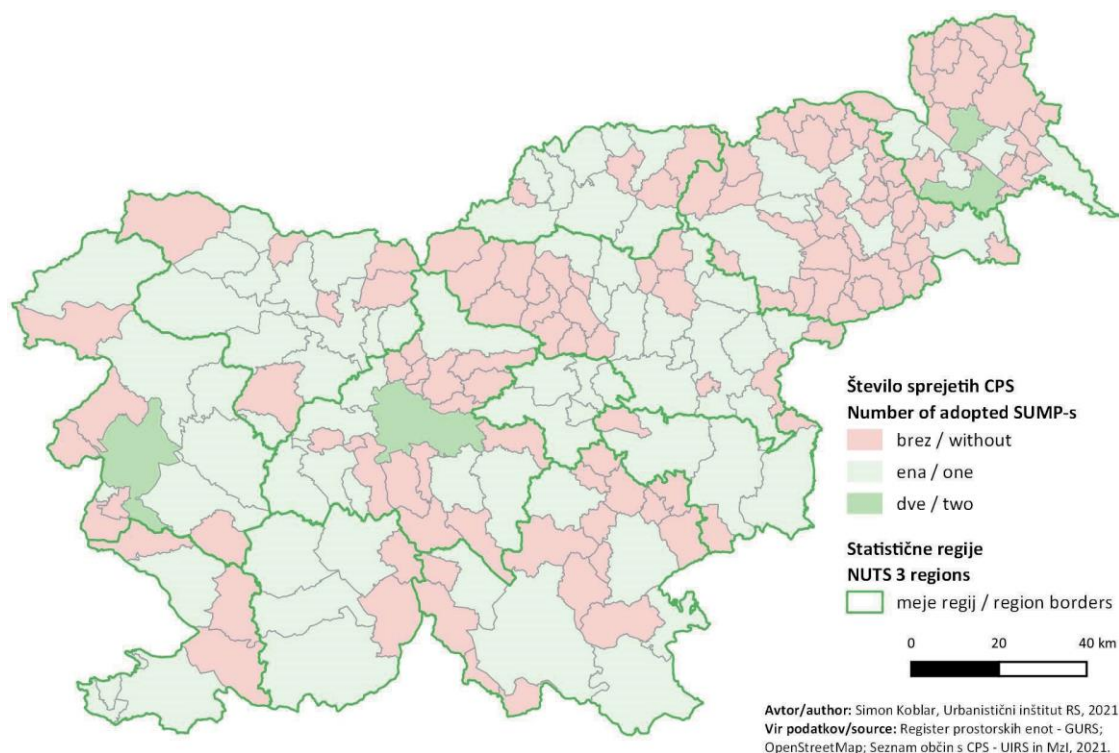 Število sprejetih CPS
Number of adopted SUMP-s
brez / without
ena / one
dve / two
Statistične regije
NUTS 3 regions
meje regij / region borders
0 20 40 km
Avtor/author: Simon Koblar, Urbanistični inštitut RS, 2021
Vir podatkov/source: Register prostorskih enot - GURS;
OpenStreetMap; Seznam občin s CPS - UIRS in MzI, 2021.